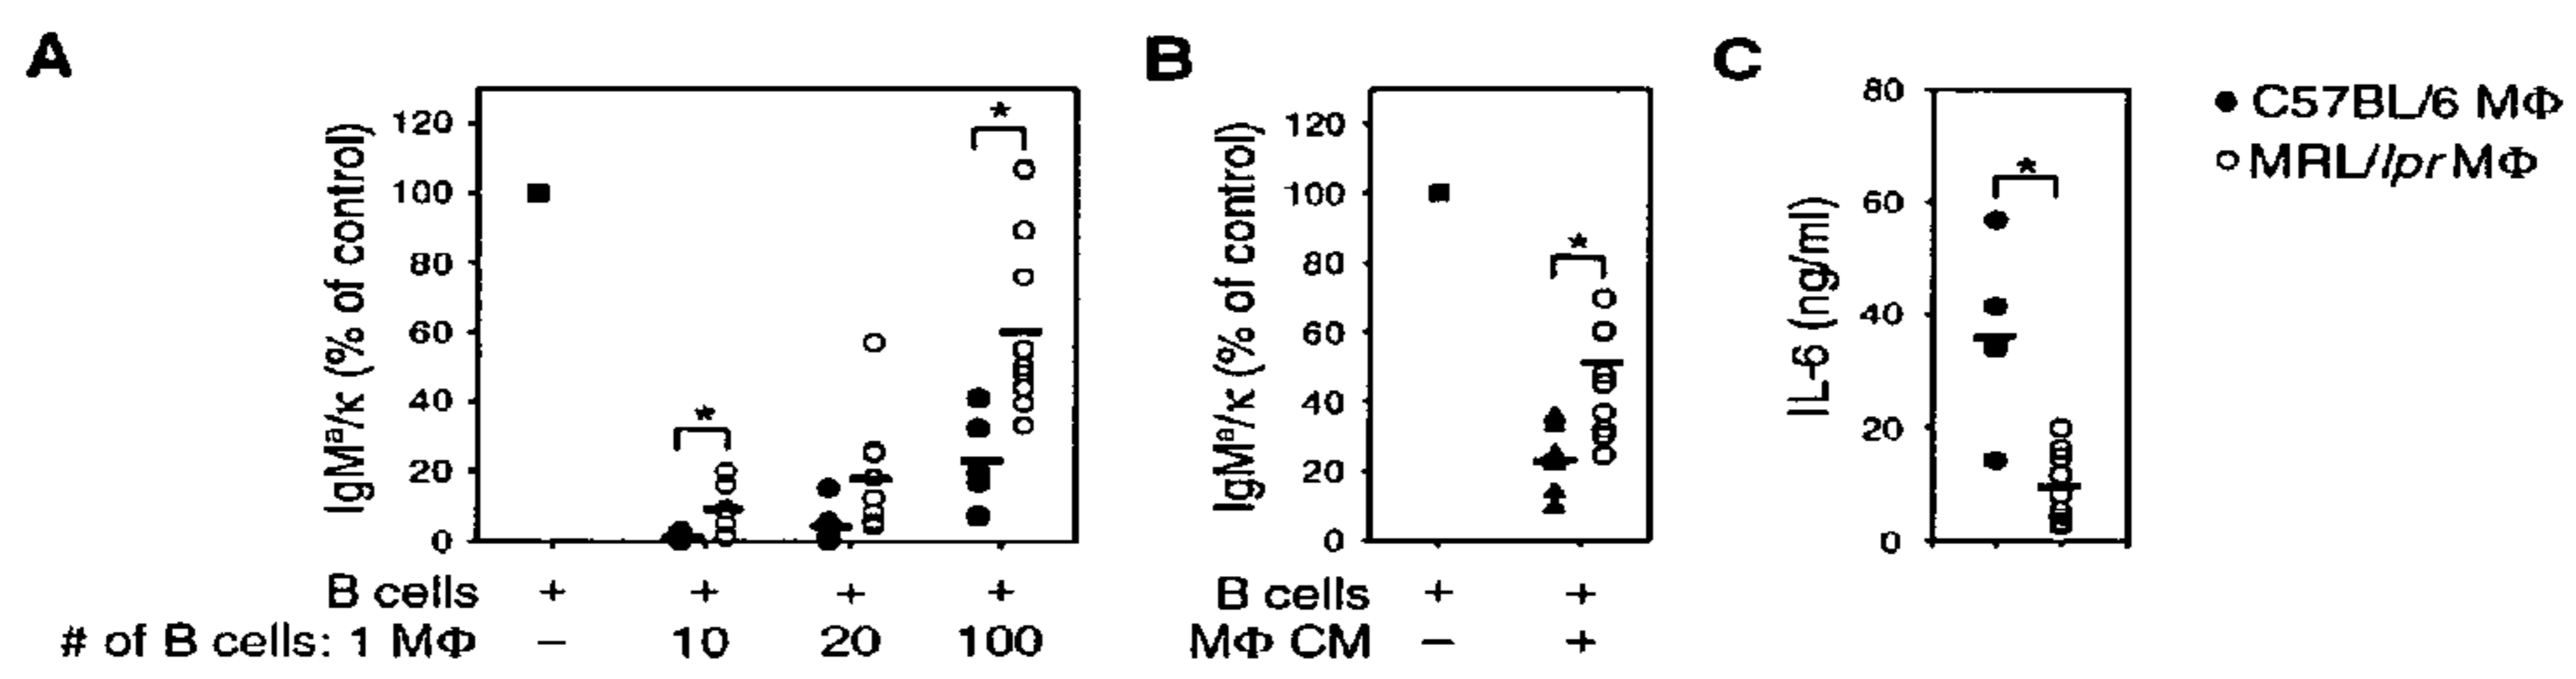 A
IgMᵃ/κ (% of control)
120
100
80
60
40
20
0
*
*
B cells + + + +
# of B cells: 1 MΦ – 10 20 100
B
IgMᵃ/κ (% of control)
120
100
80
60
40
20
0
*
B cells + +
MΦ CM – +
C
IL-6 (ng/ml)
80
60
40
20
0
*
● C57BL/6 MΦ
○ MRL/lpr MΦ